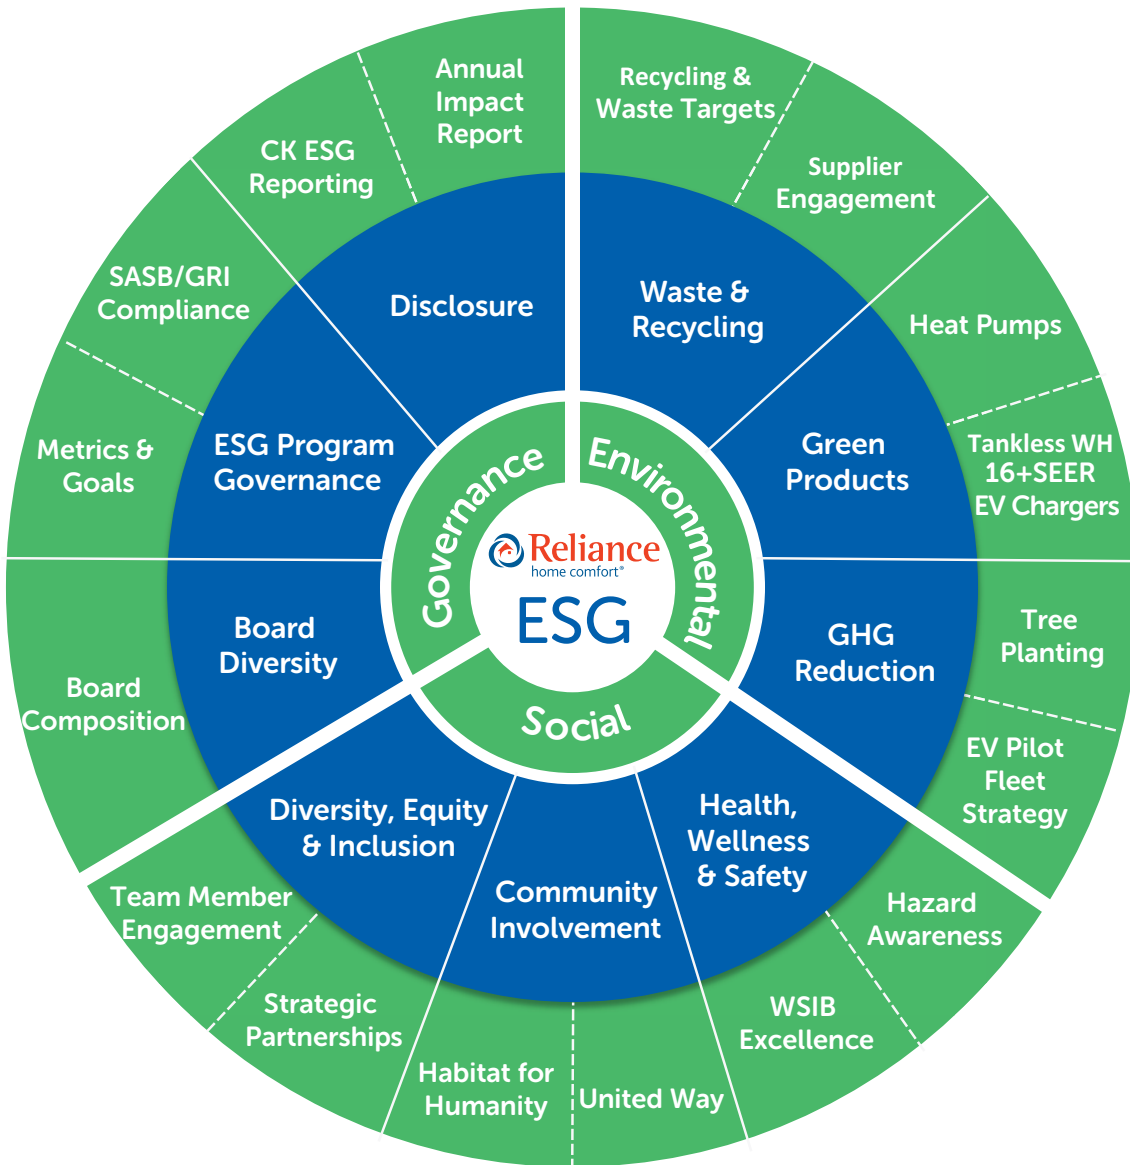 Annual
Impact
Report
Recycling &
Waste Targets
CK ESG
Reporting
Supplier
Engagement
SASB/GRI
Compliance
Disclosure
Waste &
Recycling
Heat Pumps
Metrics &
Goals
ESG Program
Governance
Green
Products
Tankless WH
16+SEER
EV Chargers
Governance
Environmental
Reliance
home comfort®
ESG
Social
Board
Diversity
GHG
Reduction
Tree
Planting
Board
Composition
EV Pilot
Fleet
Strategy
Diversity, Equity
& Inclusion
Community
Involvement
Health,
Wellness
& Safety
Team Member
Engagement
Hazard
Awareness
Strategic
Partnerships
Habitat for
Humanity
United Way
WSIB
Excellence